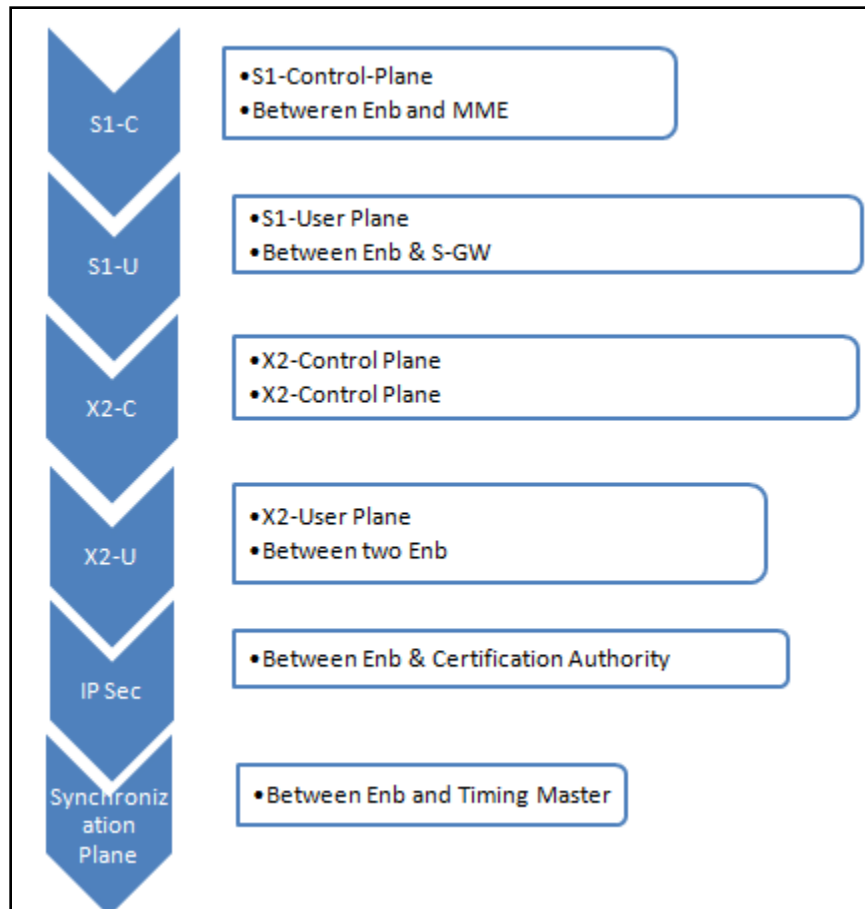 S1-C
•S1-Control-Plane
•Betweren Enb and MME
S1-U
•S1-User Plane
•Between Enb & S-GW
X2-C
•X2-Control Plane
•X2-Control Plane
X2-U
•X2-User Plane
•Between two Enb
IP Sec
•Between Enb & Certification Authority
Synchroniz
ation
Plane
•Between Enb and Timing Master